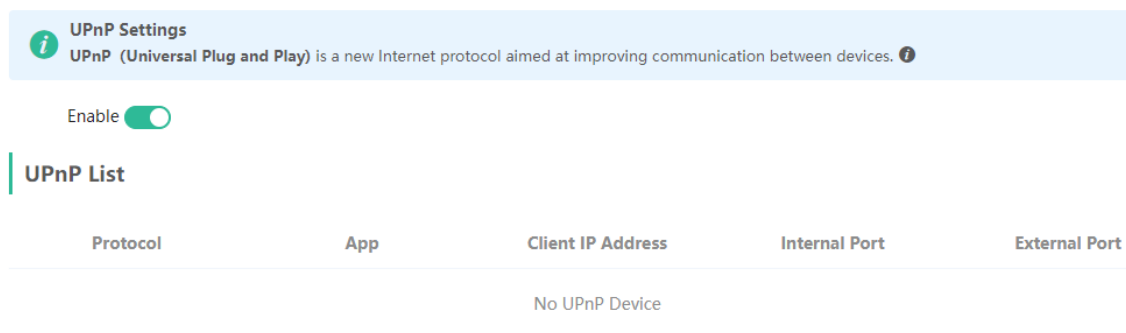 UPnP Settings
UPnP (Universal Plug and Play) is a new Internet protocol aimed at improving communication between devices.
Enable
UPnP List
Protocol App Client IP Address Internal Port External Port
No UPnP Device